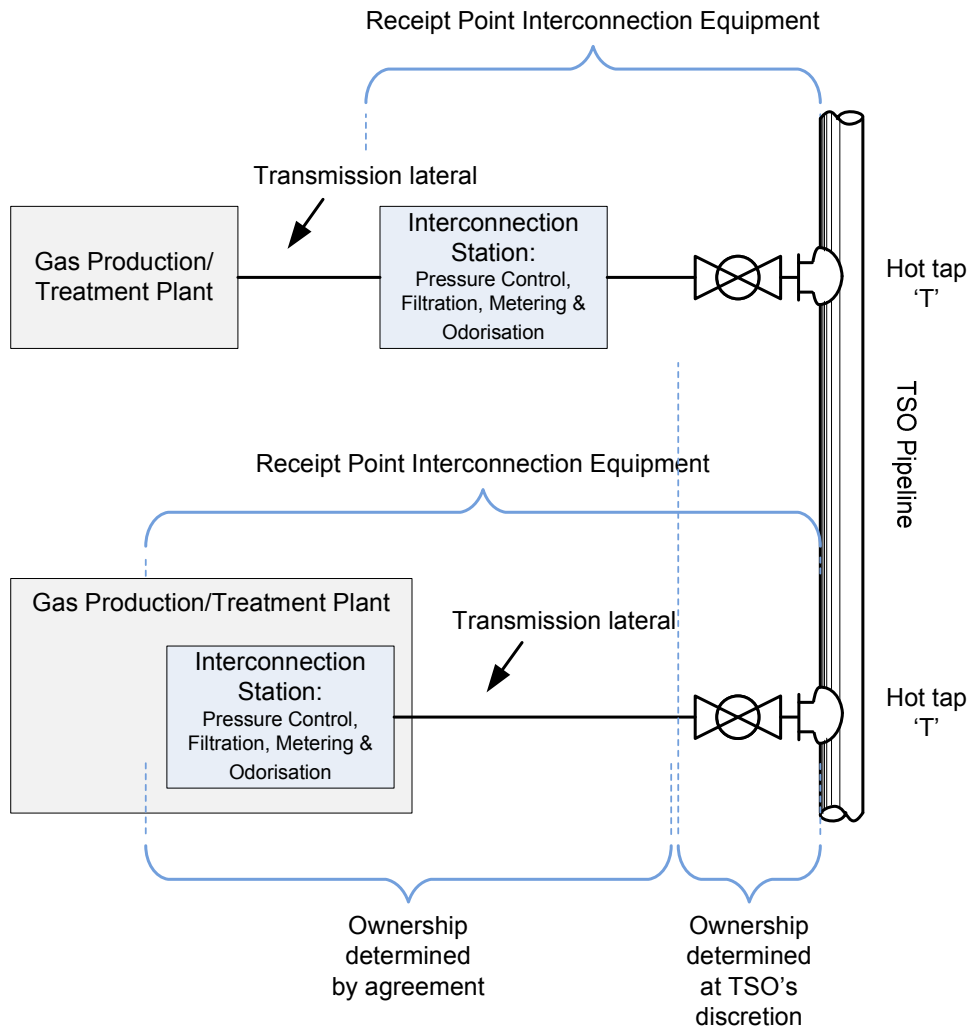 Receipt Point Interconnection Equipment
Transmission lateral
Gas Production/
Treatment Plant
Interconnection
Station:
Pressure Control,
Filtration, Metering &
Odorisation
Hot tap
‘T’
TSO Pipeline
Receipt Point Interconnection Equipment
Gas Production/Treatment Plant
Transmission lateral
Interconnection
Station:
Pressure Control,
Filtration, Metering &
Odorisation
Hot tap
‘T’
Ownership
determined
by agreement
Ownership
determined
at TSO’s
discretion